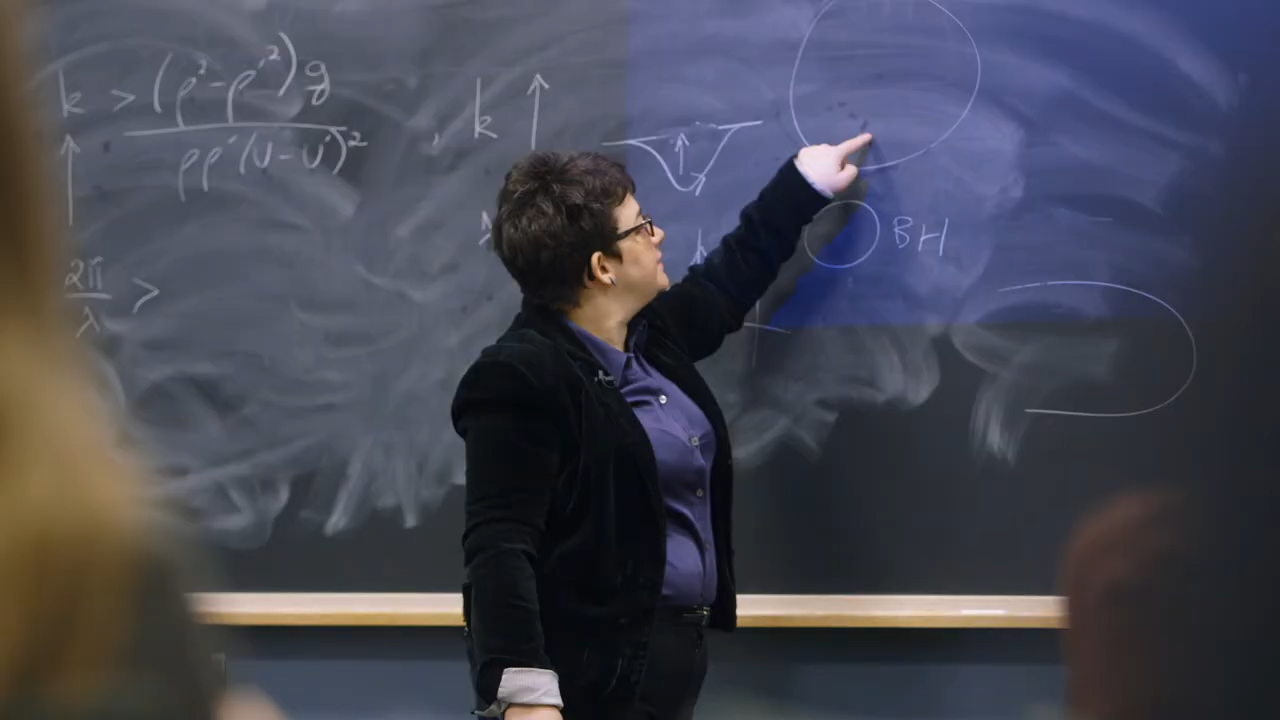 k > (ρ² - ρ'²) g
ρρ' (U - U')²
, k ↑
↑
BH
2π
λ
>